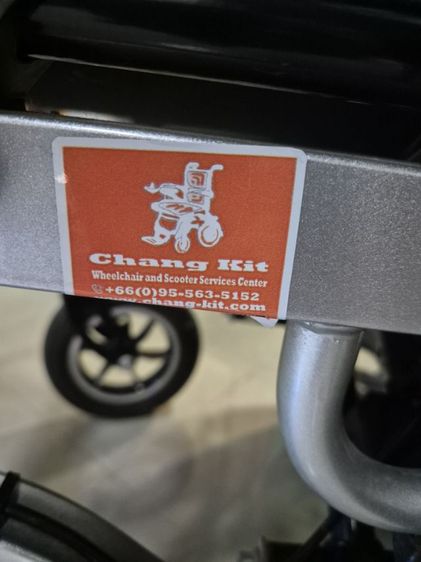 Chang Kit
Wheelchair and Scooter Services Center
+66(0)95-563-5152
www.chang-kit.com